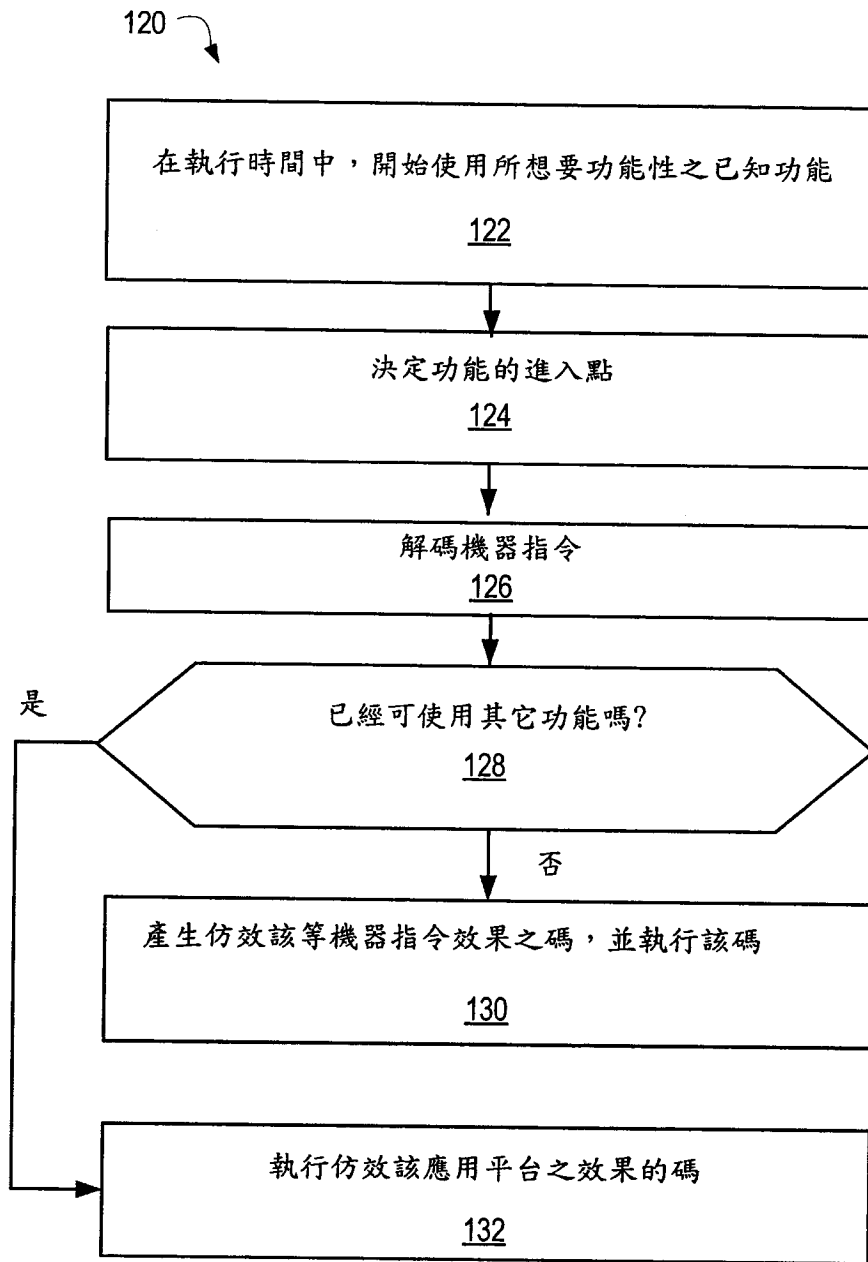 120
在執行時間中，開始使用所想要功能性之已知功能
122
決定功能的進入點
124
解碼機器指令
126
是
已經可使用其它功能嗎?
128
否
產生仿效該等機器指令效果之碼，並執行該碼
130
執行仿效該應用平台之效果的碼
132